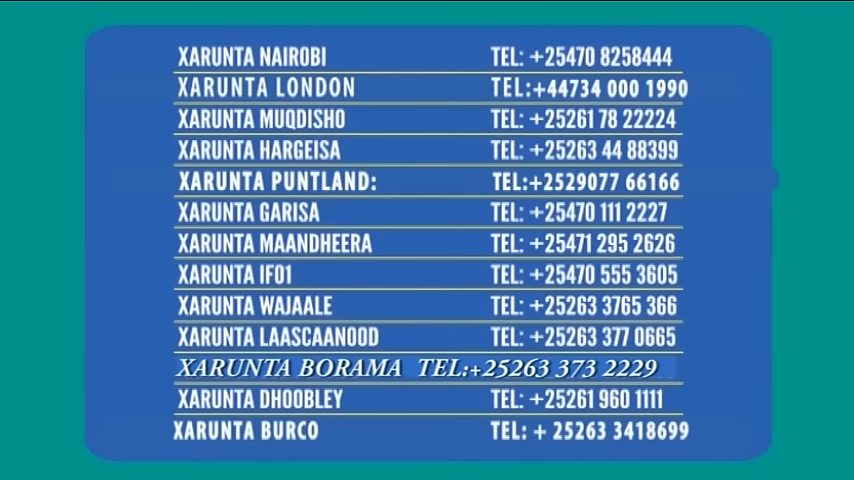 XARUNTA NAIROBI TEL: +25470 8258444
XARUNTA LONDON TEL:+44734 000 1990
XARUNTA MUQDISHO TEL: +25261 78 22224
XARUNTA HARGEISA TEL: +25263 44 88399
XARUNTA PUNTLAND: TEL:+2529077 66166
XARUNTA GARISA TEL: +25470 111 2227
XARUNTA MAANDHEERA TEL: +25471 295 2626
XARUNTA IFO1 TEL: +25470 555 3605
XARUNTA WAJAALE TEL: +25263 3765 366
XARUNTA LAASCAANOOD TEL: +25263 377 0665
XARUNTA BORAMA TEL:+25263 373 2229
XARUNTA DHOOBLEY TEL: +25261 960 1111
XARUNTA BURCO TEL: + 25263 3418699